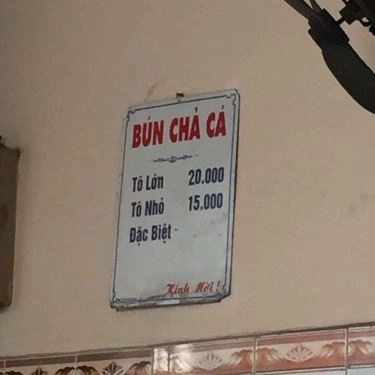 BÚN CHẢ CÁ
Tô Lớn 20.000
Tô Nhỏ 15.000
Đặc Biệt
Kính Mời !